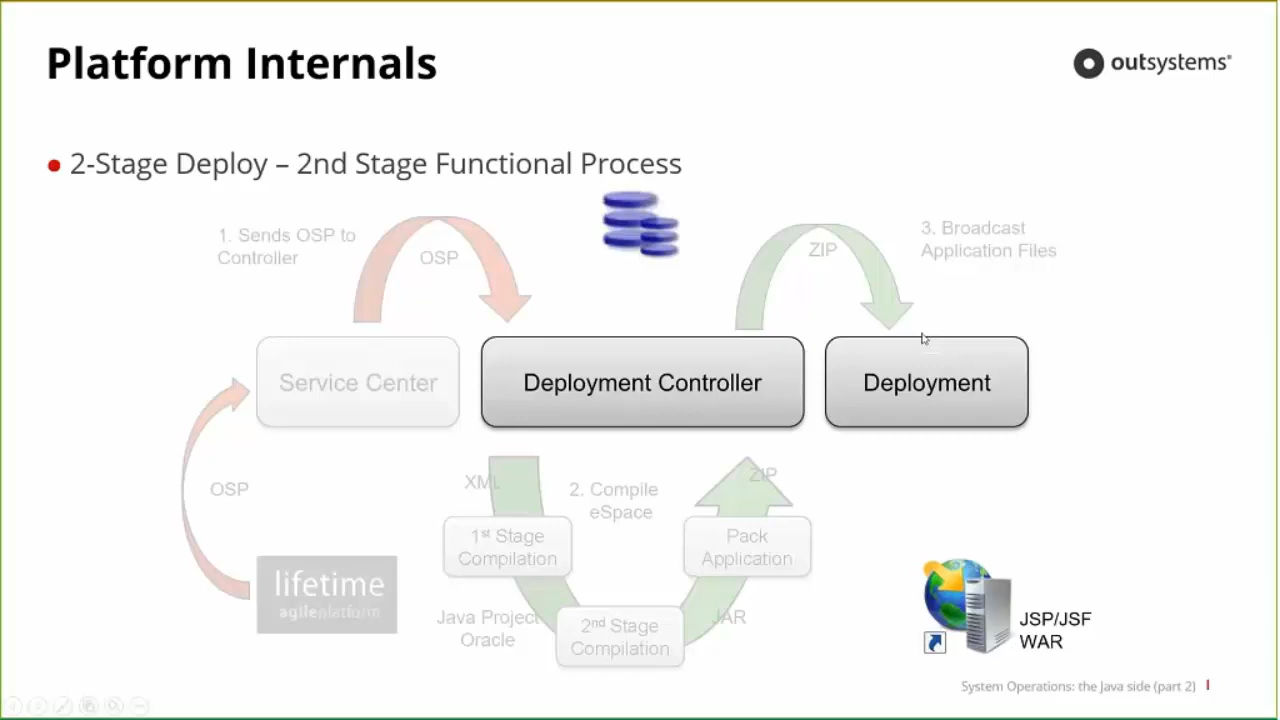 Platform Internals
outsystems®
● 2-Stage Deploy – 2nd Stage Functional Process
1. Sends OSP to
Controller
OSP
ZIP
3. Broadcast
Application Files
Service Center
Deployment Controller
Deployment
OSP
XML
2. Compile
eSpace
ZIP
1st Stage
Compilation
Pack
Application
lifetime
agileplatform
Java Project
Oracle
2nd Stage
Compilation
JAR
JSP/JSF
WAR
System Operations: the Java side (part 2)